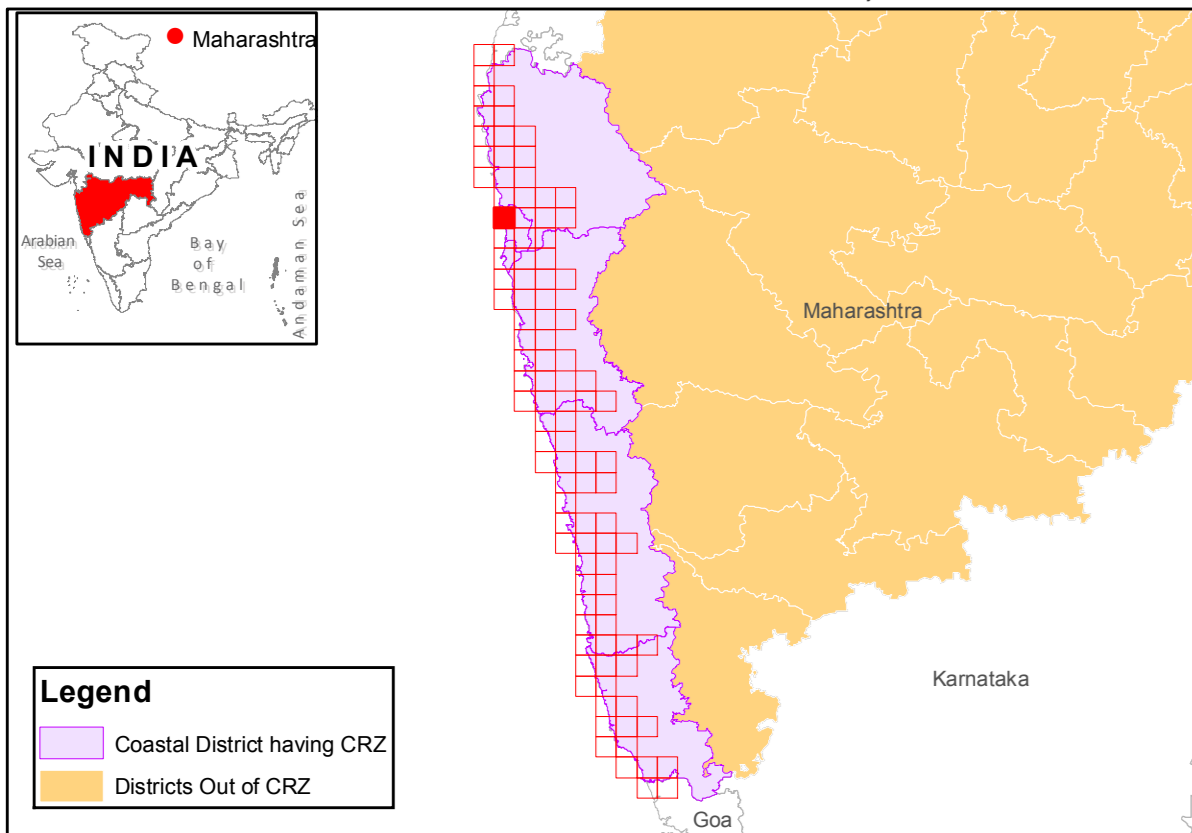 Maharashtra
INDIA
Arabian
Sea
Bay
of
Bengal
Andaman Sea
Maharashtra
Karnataka
Goa
Legend
Coastal District having CRZ
Districts Out of CRZ